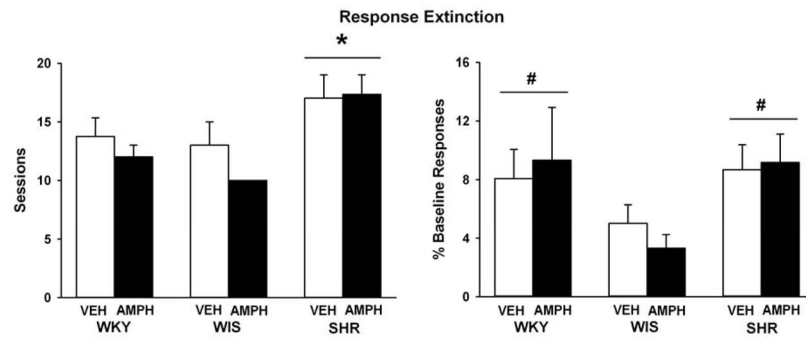 Response Extinction
*
Sessions
20
15
10
5
0
VEH AMPH VEH AMPH VEH AMPH
WKY WIS SHR
% Baseline Responses
16
12
8
4
0
# #
VEH AMPH VEH AMPH VEH AMPH
WKY WIS SHR